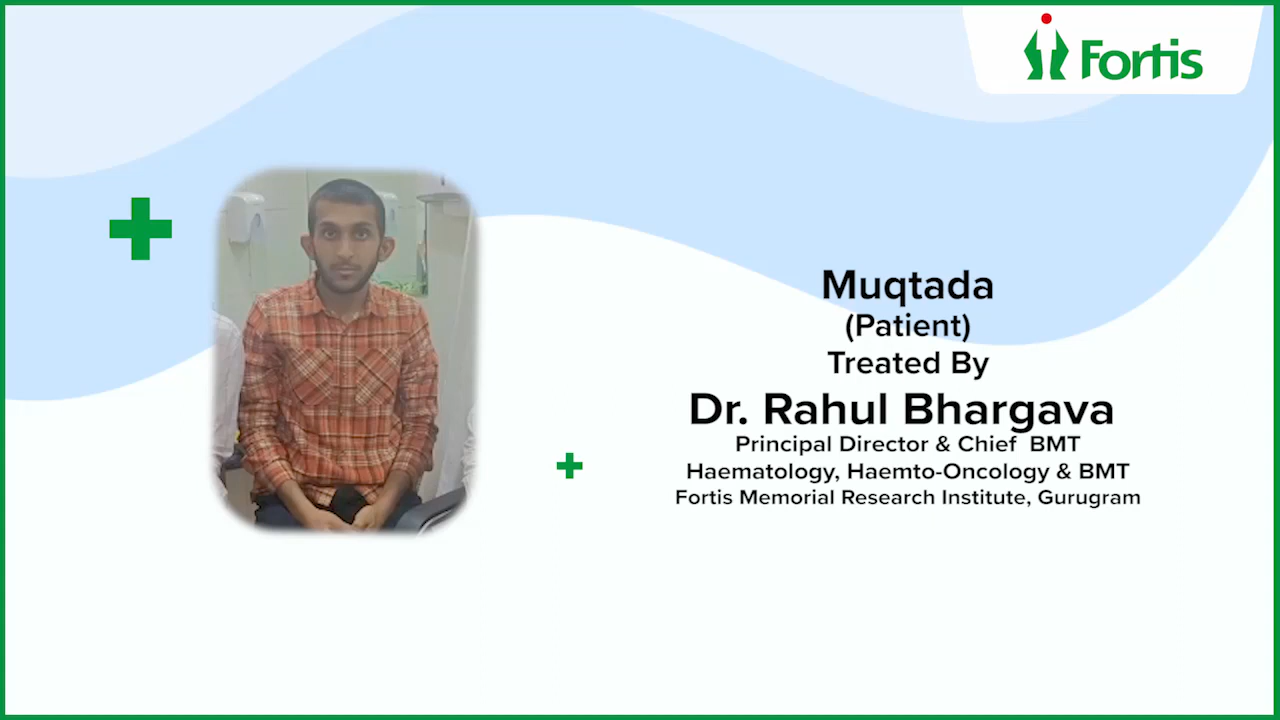 Fortis
Muqtada
(Patient)
Treated By
Dr. Rahul Bhargava
Principal Director & Chief BMT
Haematology, Haemto-Oncology & BMT
Fortis Memorial Research Institute, Gurugram